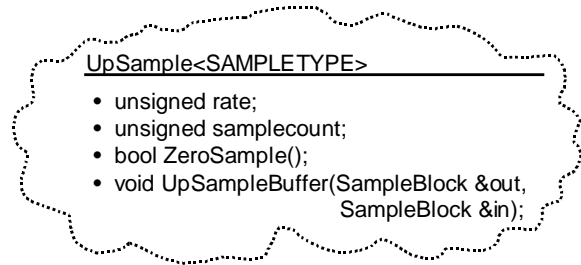 UpSample<SAMPLETYPE>
• unsigned rate;
• unsigned samplecount;
• bool ZeroSample();
• void UpSampleBuffer(SampleBlock &out,
SampleBlock &in);